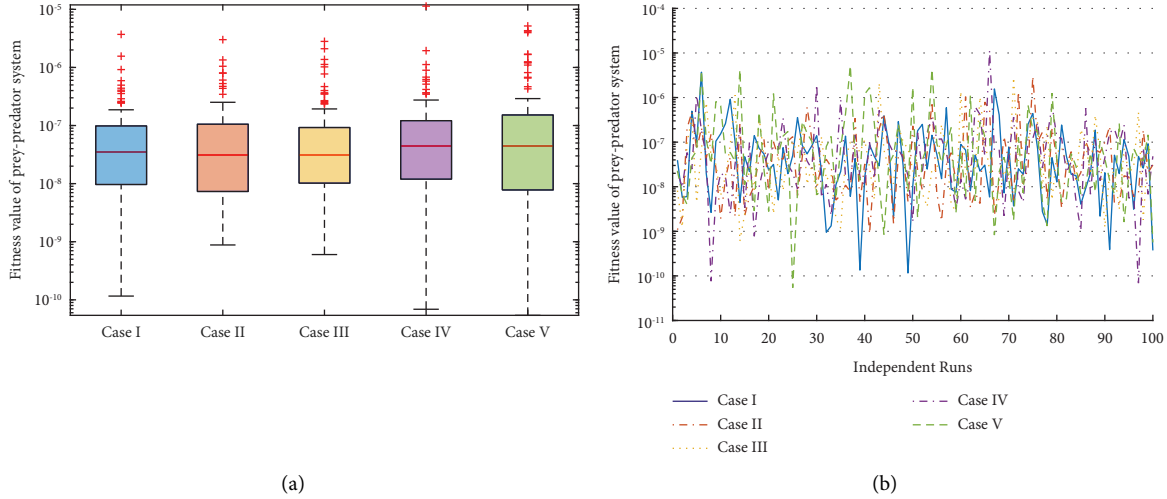 Fitness value of prey-predator system
10-5
10-6
10-7
10-8
10-9
10-10
Case I
Case II
Case III
Case IV
Case V
(a)
Fitness value of prey-predator system
10-4
10-5
10-6
10-7
10-8
10-9
10-10
10-11
0 10 20 30 40 50 60 70 80 90 100
Independent Runs
Case I
Case II
Case III
Case IV
Case V
(b)